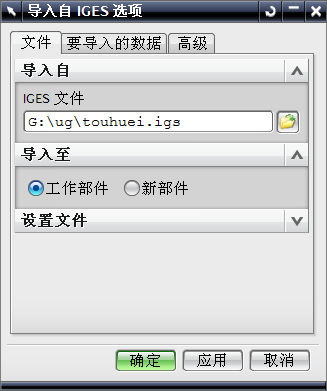 导入自 IGES 选项
文件 要导入的数据 高级
导入自
IGES 文件
G:\ug\touhuei.igs
导入至
工作部件 新部件
设置文件
确定 应用 取消